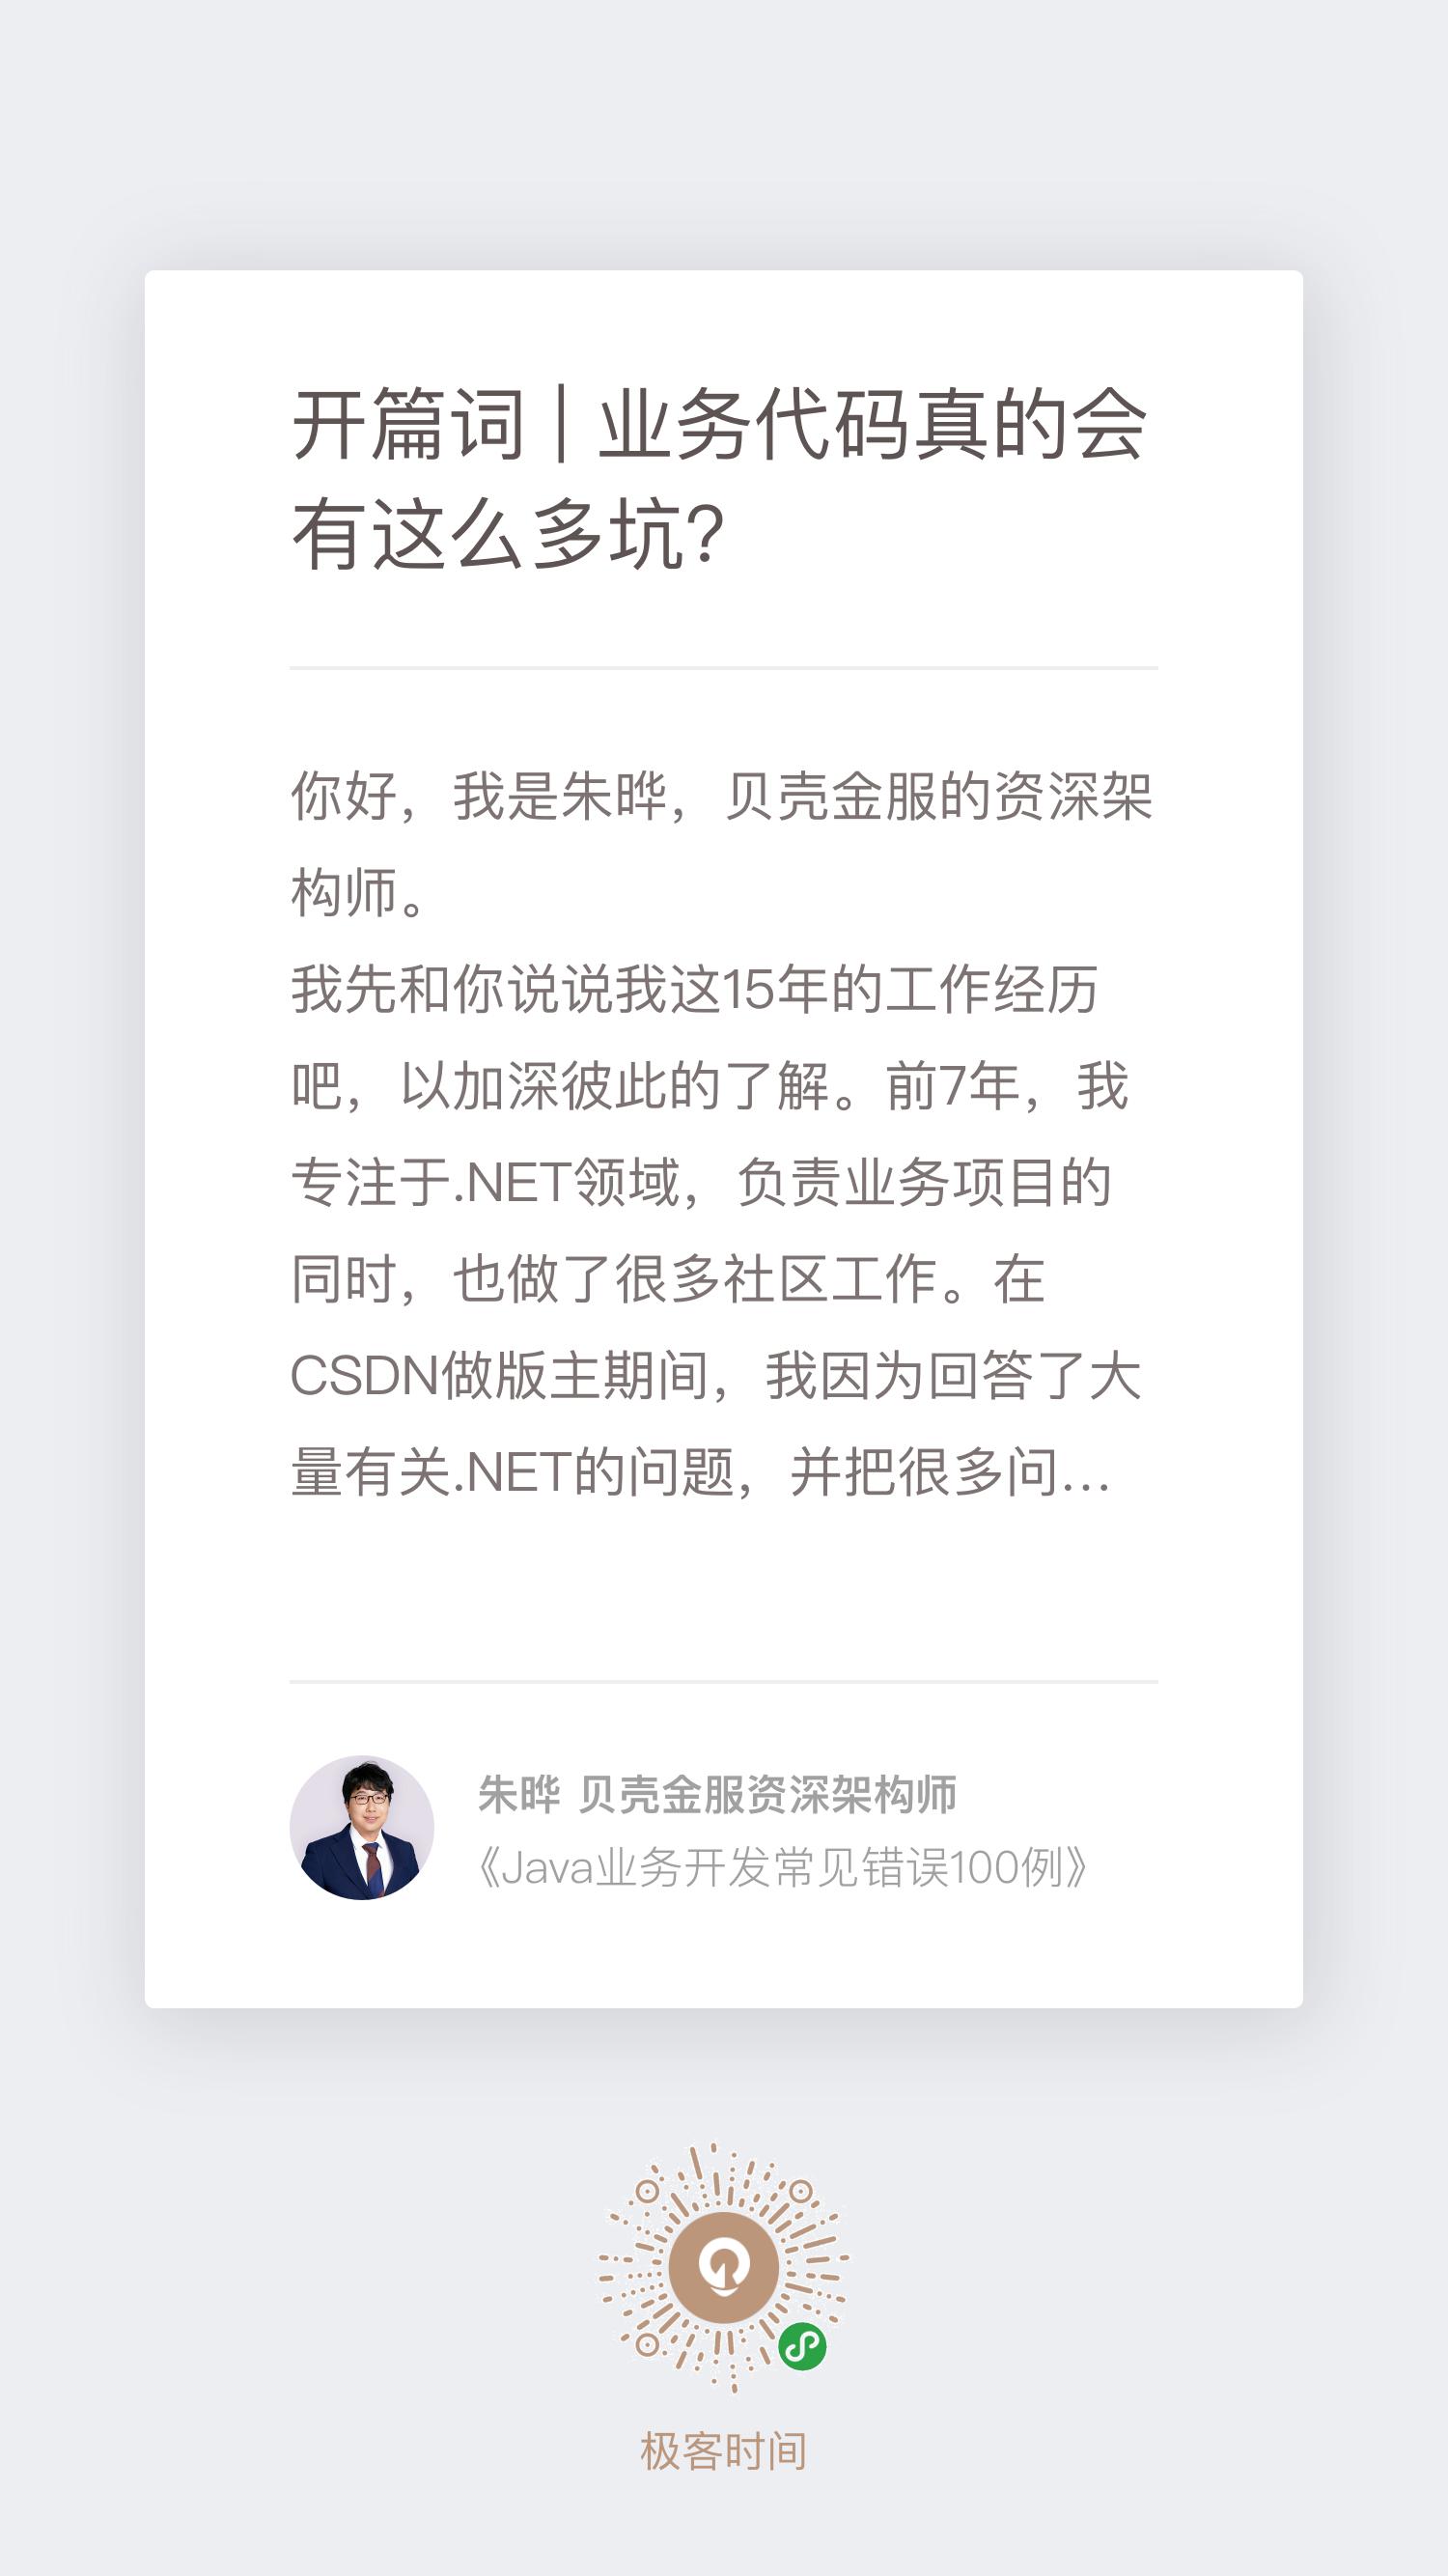 开篇词 | 业务代码真的会
有这么多坑?
你好，我是朱晔，贝壳金服的资深架
构师。
我先和你说说我这15年的工作经历
吧，以加深彼此的了解。前7年，我
专注于.NET领域，负责业务项目的
同时，也做了很多社区工作。在
CSDN做版主期间，我因为回答了大
量有关.NET的问题，并把很多问...
朱晔 贝壳金服资深架构师
《Java业务开发常见错误100例》
极客时间